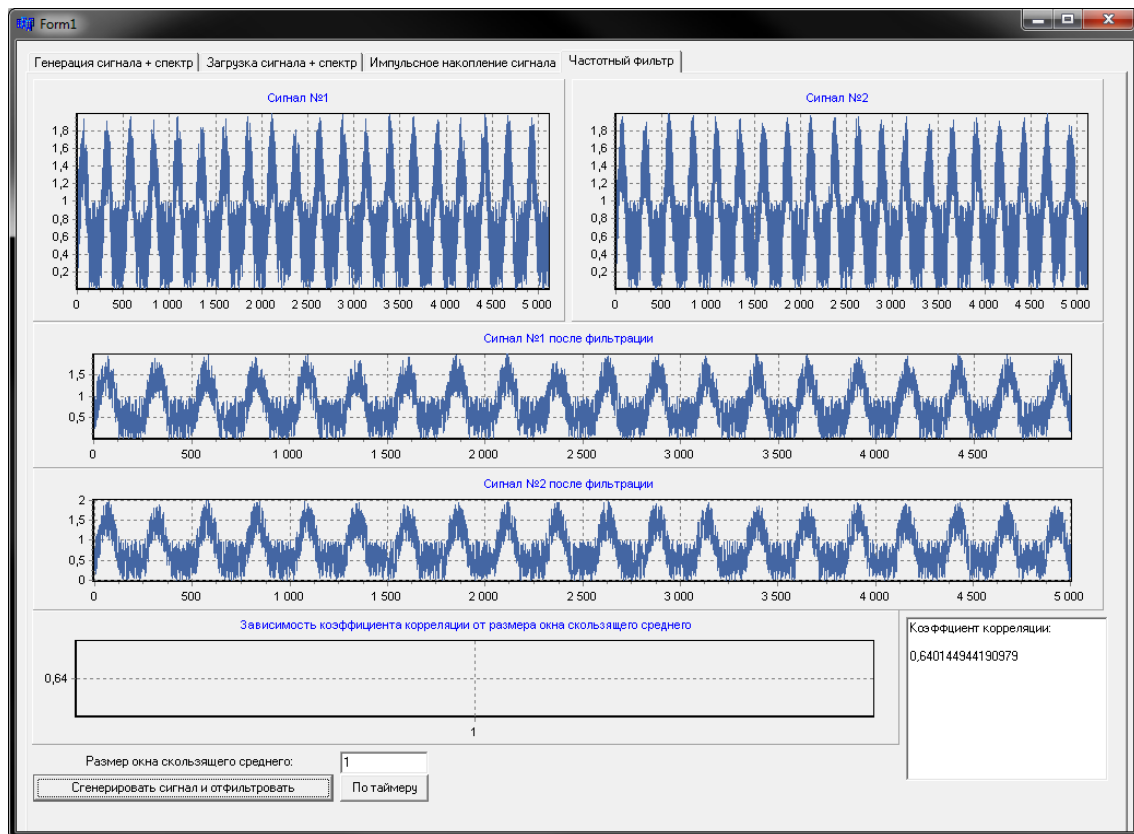 Form1
Генерация сигнала + спектр
Загрузка сигнала + спектр
Импульсное накопление сигнала
Частотный фильтр
Сигнал №1
1,8
1,6
1,4
1,2
1
0,8
0,6
0,4
0,2
0 500 1 000 1 500 2 000 2 500 3 000 3 500 4 000 4 500 5 000
Сигнал №2
1,8
1,6
1,4
1,2
1
0,8
0,6
0,4
0,2
0 500 1 000 1 500 2 000 2 500 3 000 3 500 4 000 4 500 5 000
Сигнал №1 после фильтрации
1,5
1
0,5
0 500 1 000 1 500 2 000 2 500 3 000 3 500 4 000 4 500
Сигнал №2 после фильтрации
2
1,5
1
0,5
0
0 500 1 000 1 500 2 000 2 500 3 000 3 500 4 000 4 500 5 000
Зависимость коэффициента корреляции от размера окна скользящего среднего
0,64
1
Коэффциент корреляции:
0,640144944190979
Размер окна скользящего среднего:
1
Сгенерировать сигнал и отфильтровать
По таймеру